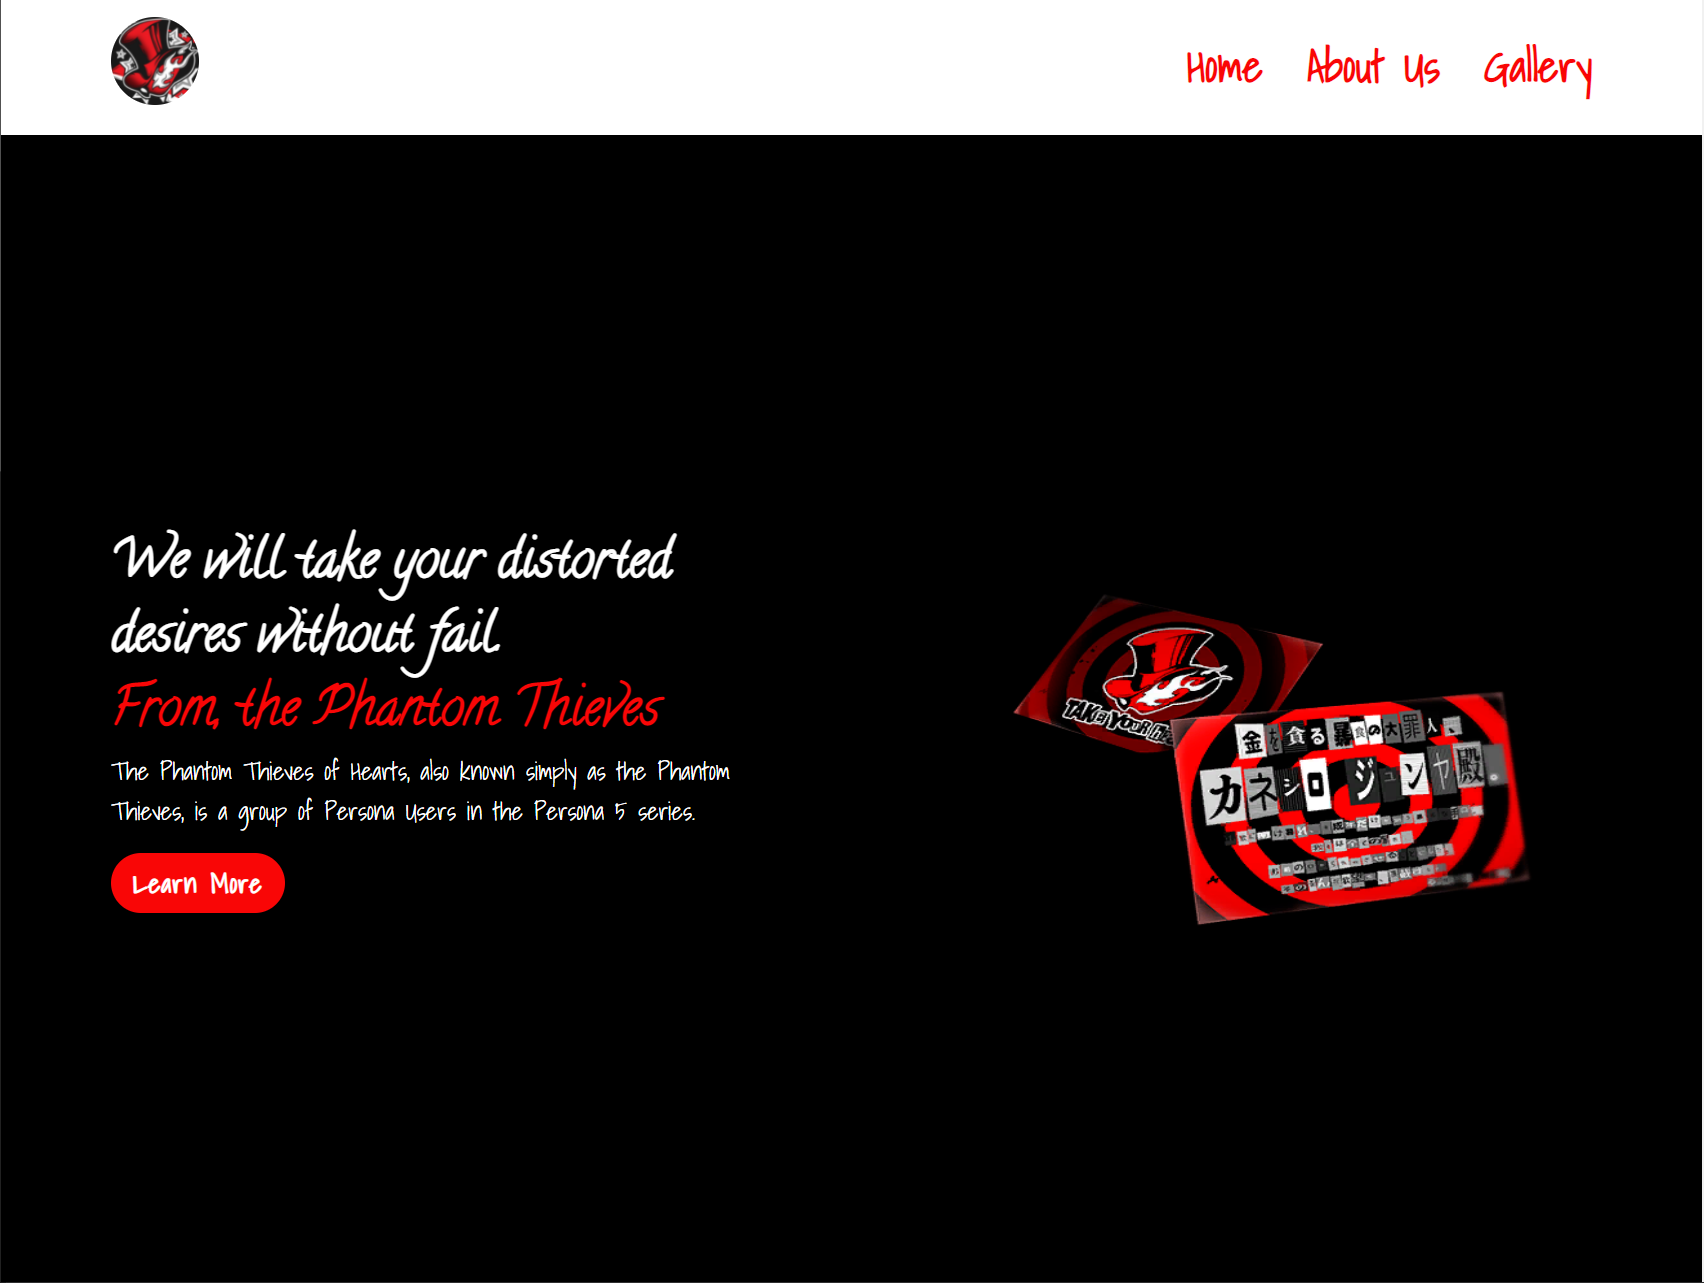 Home About Us Gallery
We will take your distorted
desires without fail.
From, the Phantom Thieves
The Phantom Thieves of Hearts, also known simply as the Phantom
Thieves, is a group of Persona Users in the Persona 5 series.
Learn More
TAKE YOUR
金を貪る暴食の大罪人、
カネシロ ジュンヤ殿。